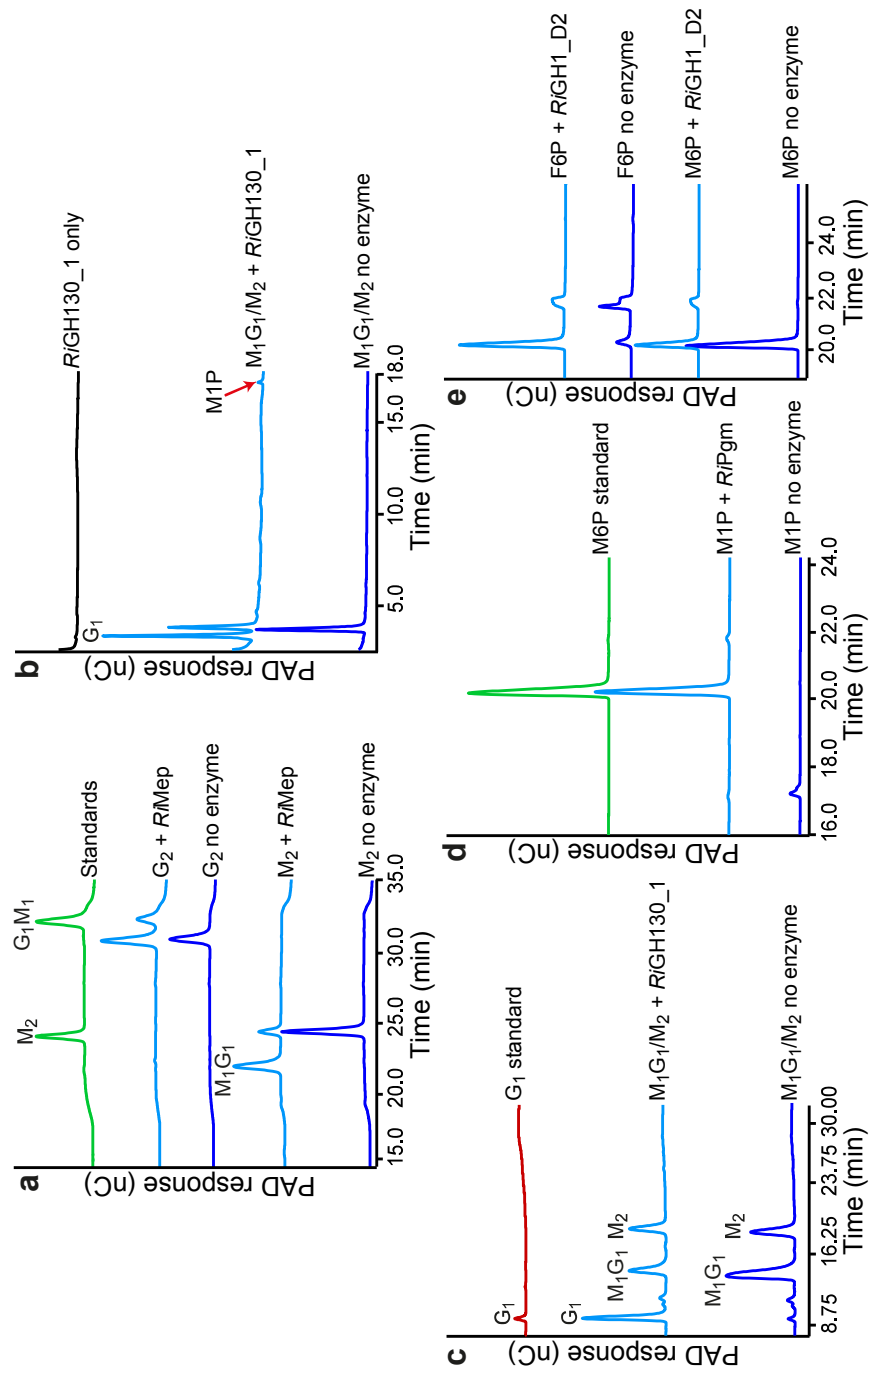 a
PAD response (nC)
M2
G1M1
Standards
G2 + RiMep
G2 no enzyme
M1G1
M2 + RiMep
M2 no enzyme
15.0 20.0 25.0 30.0 35.0
Time (min)
b
PAD response (nC)
RiGH130_1 only
G1
M1P
M1G1/M2 + RiGH130_1
M1G1/M2 no enzyme
5.0 10.0 15.0 18.0
Time (min)
c
PAD response (nC)
G1
G1 standard
G1
M1G1
M2
M1G1/M2 + RiGH130_1
M1G1
M2
M1G1/M2 no enzyme
8.75 16.25 23.75 30.00
Time (min)
d
PAD response (nC)
M6P standard
M1P + RiPgm
M1P no enzyme
16.0 18.0 20.0 22.0 24.0
Time (min)
e
PAD response (nC)
F6P + RiGH1_D2
F6P no enzyme
M6P + RiGH1_D2
M6P no enzyme
20.0 22.0 24.0
Time (min)